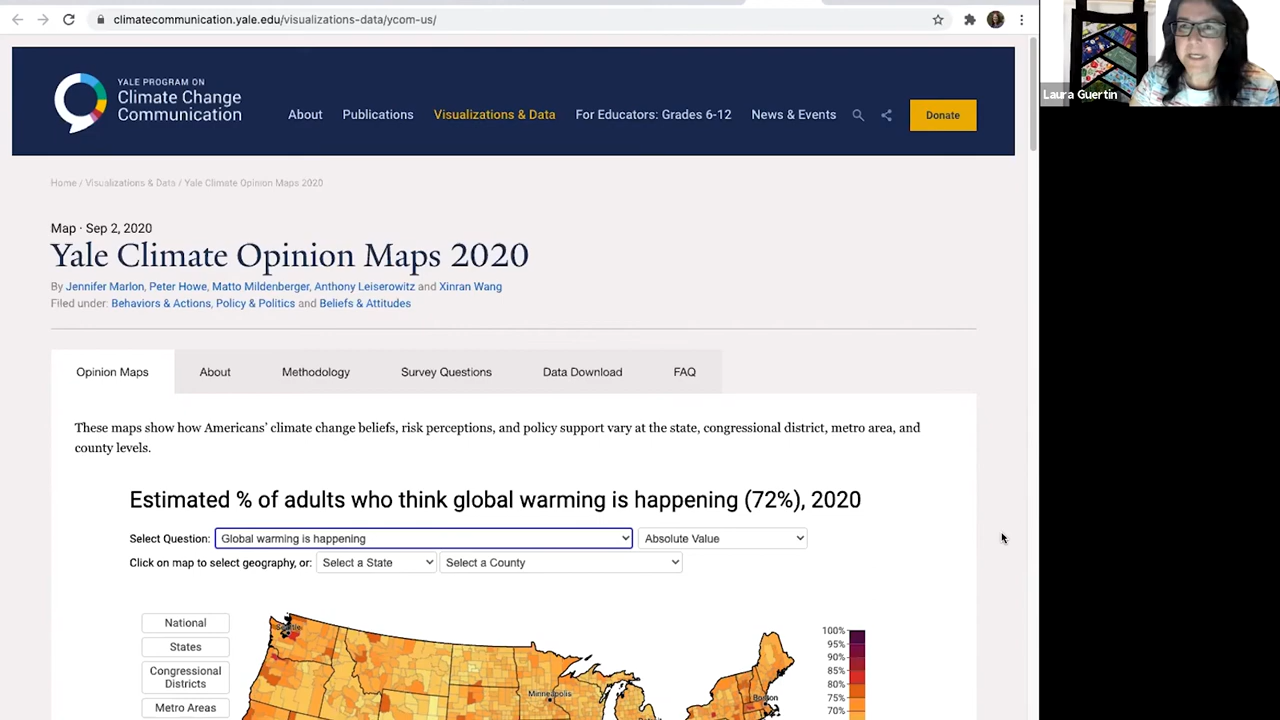 climatecommunication.yale.edu/visualizations-data/ycom-us/
Laura Guertin
YALE PROGRAM ON
Climate Change
Communication
About Publications Visualizations & Data For Educators: Grades 6-12 News & Events Donate
Home / Visualizations & Data / Yale Climate Opinion Maps 2020
Map · Sep 2, 2020
Yale Climate Opinion Maps 2020
By Jennifer Marlon, Peter Howe, Matto Mildenberger, Anthony Leiserowitz and Xinran Wang
Filed under: Behaviors & Actions, Policy & Politics and Beliefs & Attitudes
Opinion Maps About Methodology Survey Questions Data Download FAQ
These maps show how Americans' climate change beliefs, risk perceptions, and policy support vary at the state, congressional district, metro area, and
county levels.
Estimated % of adults who think global warming is happening (72%), 2020
Select Question: Global warming is happening Absolute Value
Click on map to select geography, or: Select a State Select a County
National
States
Congressional
Districts
Metro Areas
Seattle
Minneapolis
Boston
100%
95%
90%
85%
80%
75%
70%